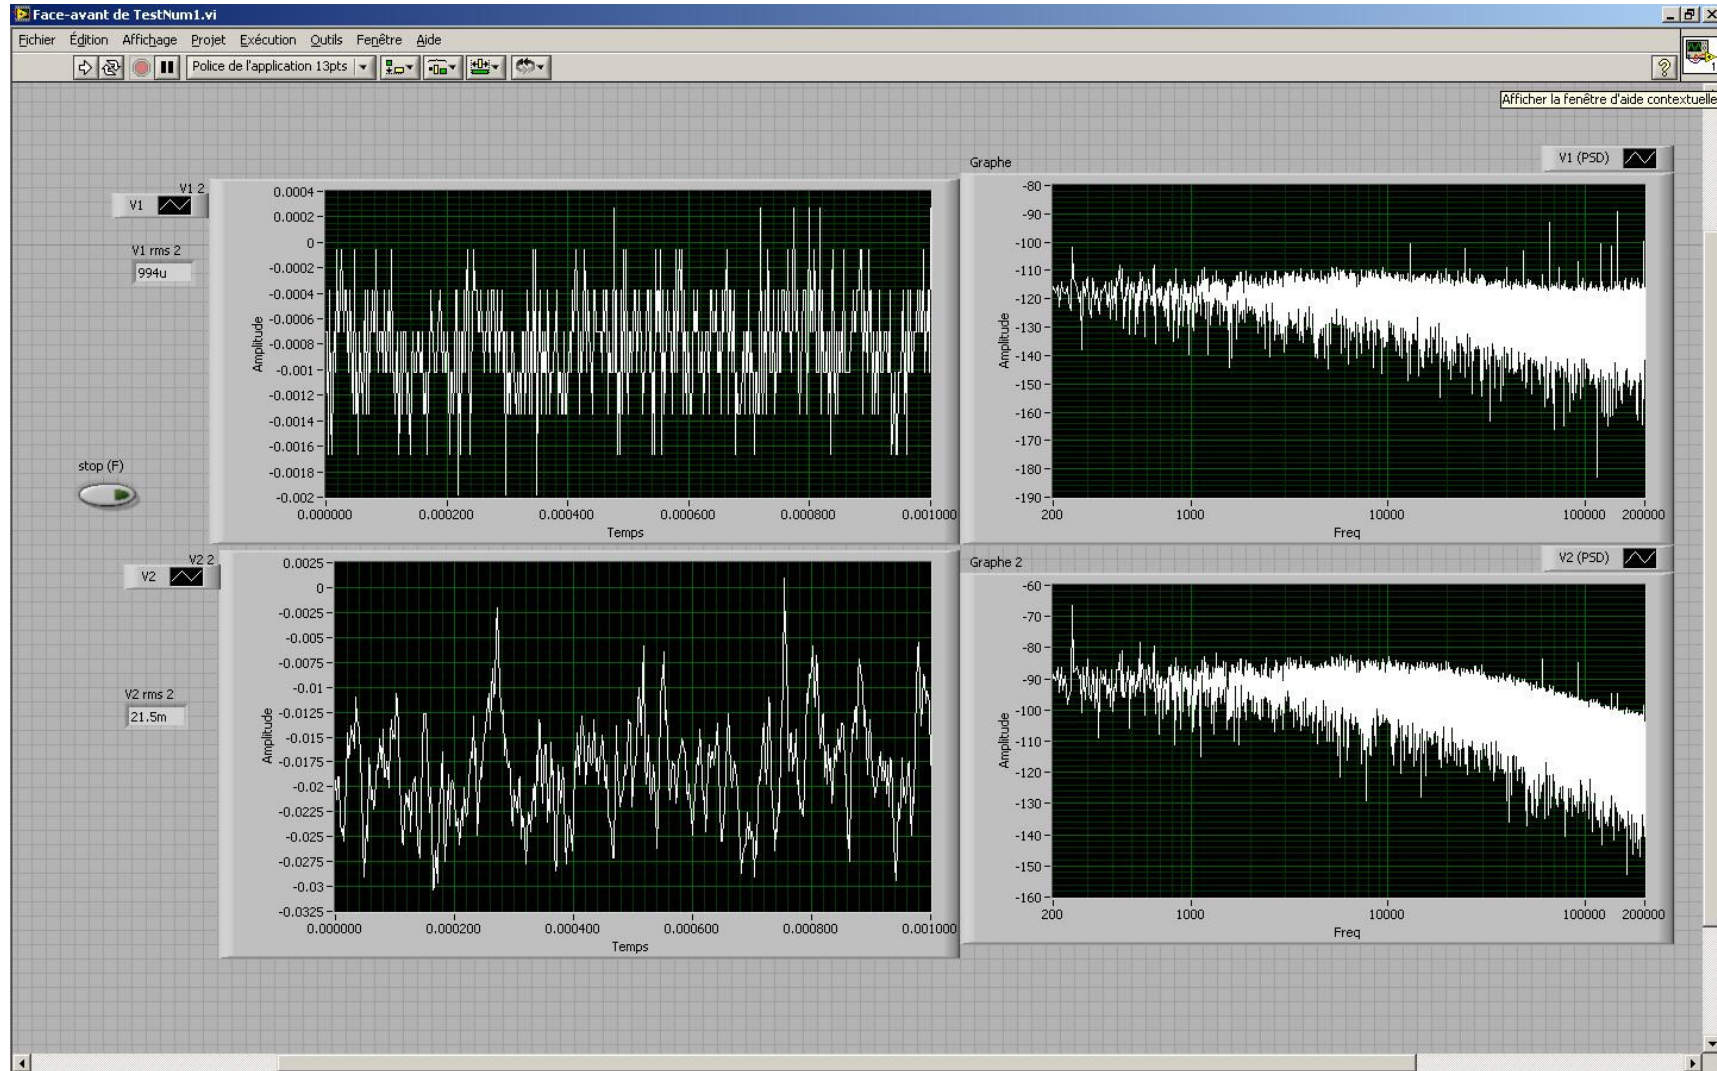 Face-avant de TestNum1.vi
Fichier Édition Affichage Projet Exécution Outils Fenêtre Aide
Police de l'application 13pts
?
1
Afficher la fenêtre d'aide contextuelle
V1 2
V1
V1 rms 2
994u
stop (F)
0.0004
0.0002
0
-0.0002
-0.0004
-0.0006
-0.0008
-0.001
-0.0012
-0.0014
-0.0016
-0.0018
-0.002
Amplitude
0.000000 0.000200 0.000400 0.000600 0.000800 0.001000
Temps
Graphe
V1 (PSD)
-80
-90
-100
-110
-120
-130
-140
-150
-160
-170
-180
-190
Amplitude
200 1000 10000 100000 200000
Freq
V2 2
V2
V2 rms 2
21.5m
0.0025
0
-0.0025
-0.005
-0.0075
-0.01
-0.0125
-0.015
-0.0175
-0.02
-0.0225
-0.025
-0.0275
-0.03
-0.0325
Amplitude
0.000000 0.000200 0.000400 0.000600 0.000800 0.001000
Temps
Graphe 2
V2 (PSD)
-60
-70
-80
-90
-100
-110
-120
-130
-140
-150
-160
Amplitude
200 1000 10000 100000 200000
Freq